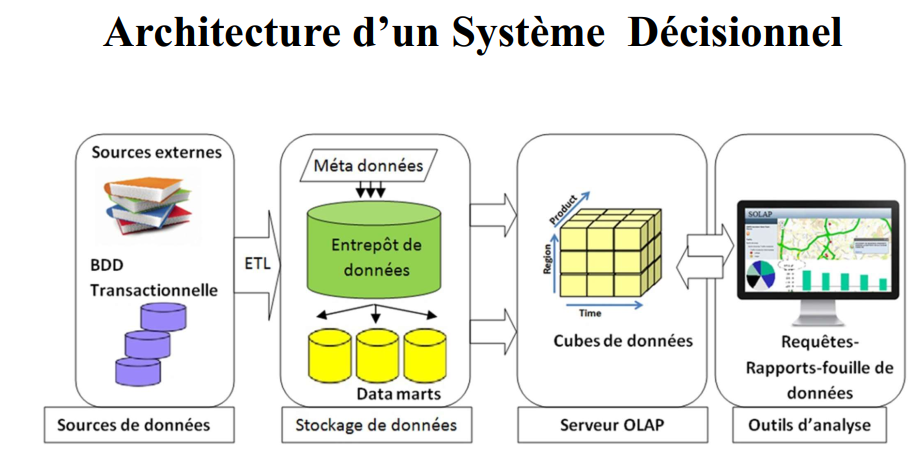 Architecture d'un Système Décisionnel
Sources externes
BDD
Transactionnelle
Sources de données
ETL
Méta données
Entrepôt de
données
Data marts
Stockage de données
Product
Region
Time
Cubes de données
Serveur OLAP
SOLAP
Requêtes-
Rapports-fouille de
données
Outils d'analyse